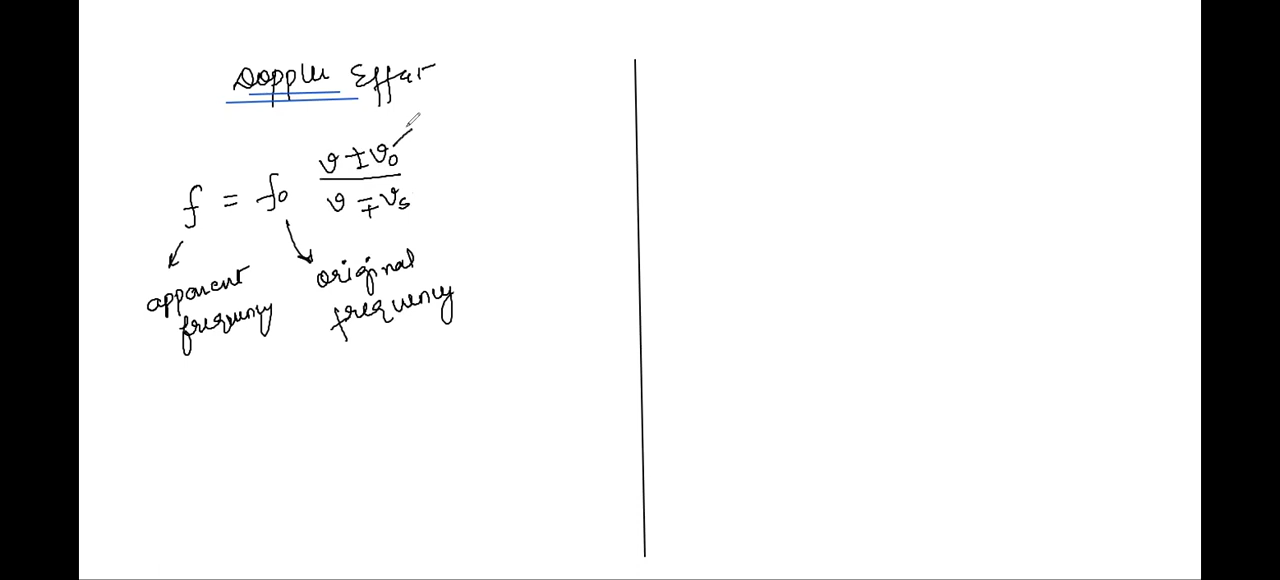 Doppler Effect
f = f₀ (v ± v₀) / (v ∓ vₛ)
apparent frequency
original frequency